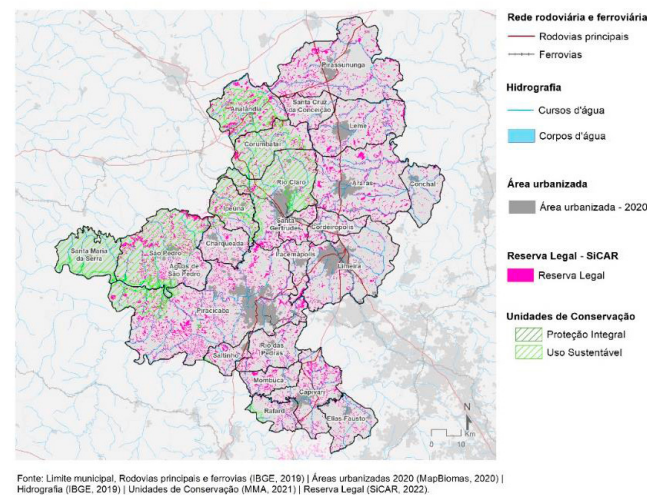 Rede rodoviária e ferroviária
Rodovias principais
Ferrovias
Hidrografia
Cursos d'água
Corpos d'água
Área urbanizada
Área urbanizada - 2020
Reserva Legal - SiCAR
Reserva Legal
Unidades de Conservação
Proteção Integral
Uso Sustentável
Pirassununga
Santa Cruz
da Conceição
Analândia
Leme
Corumbataí
Rio Claro
Araras
Conchal
Ipeúna
Santa
Gertrudes
Cordeirópolis
Charqueada
Santa Maria
da Serra
São Pedro
Águas de
São Pedro
Iracemápolis
Limeira
Piracicaba
Saltinho
Rio das
Pedras
Mombuca
Capivari
Rafard
Elias Fausto
N
0 10
Km
Fonte: Limite municipal, Rodovias principais e ferrovias (IBGE, 2019) | Áreas urbanizadas 2020 (MapBiomas, 2020) |
Hidrografia (IBGE, 2019) | Unidades de Conservação (MMA, 2021) | Reserva Legal (SiCAR, 2022).